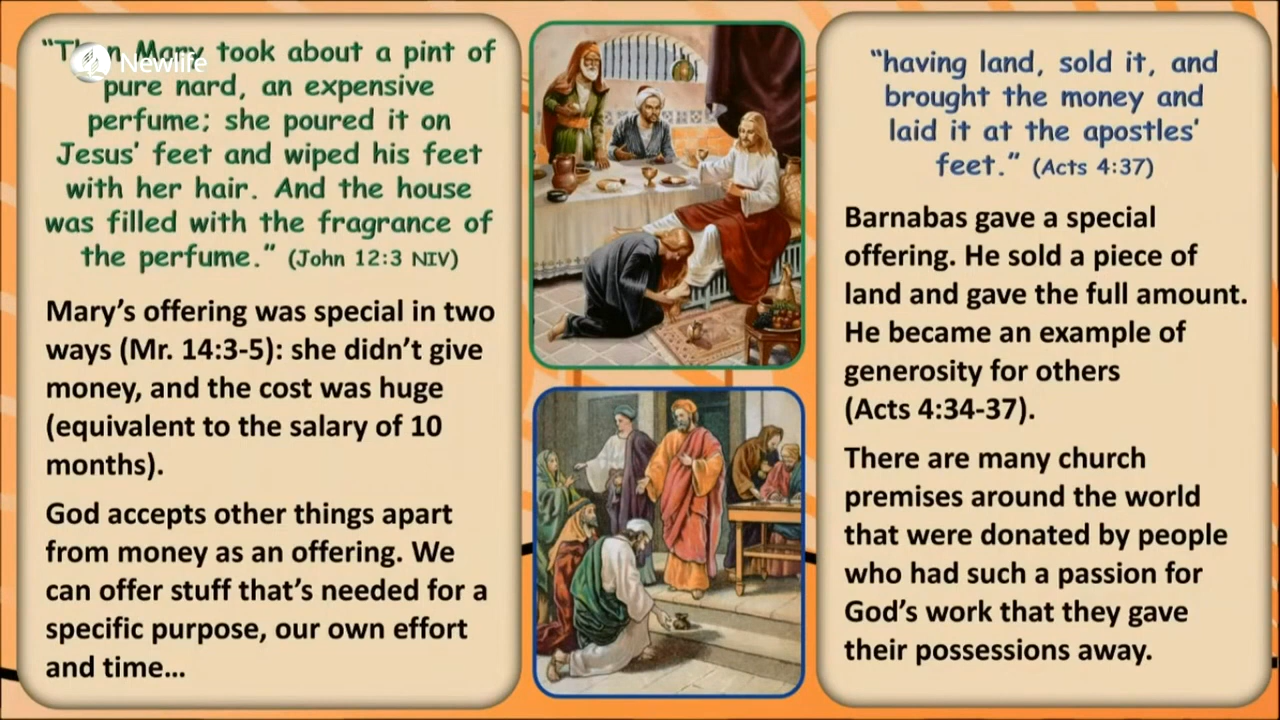 “Then Mary took about a pint of
Newlife
pure nard, an expensive
perfume; she poured it on
Jesus’ feet and wiped his feet
with her hair. And the house
was filled with the fragrance of
the perfume.” (John 12:3 NIV)
Mary’s offering was special in two
ways (Mr. 14:3-5): she didn’t give
money, and the cost was huge
(equivalent to the salary of 10
months).
God accepts other things apart
from money as an offering. We
can offer stuff that’s needed for a
specific purpose, our own effort
and time…
“having land, sold it, and
brought the money and
laid it at the apostles’
feet.” (Acts 4:37)
Barnabas gave a special
offering. He sold a piece of
land and gave the full amount.
He became an example of
generosity for others
(Acts 4:34-37).
There are many church
premises around the world
that were donated by people
who had such a passion for
God’s work that they gave
their possessions away.